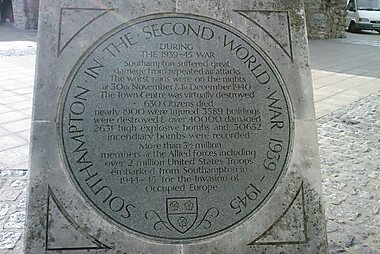 SOUTHAMPTON IN THE SECOND WORLD WAR 1939 - 1945
DURING
THE 1939-45 WAR
Southampton suffered great
damage from repeated air attacks
The worst raids were on the nights
of 30th November & 1st December 1940
The Town Centre was virtually destroyed
630 Citizens died
nearly 1900 were injured 3589 buildings
were destroyed & over 40000 damaged
2631 high explosive bombs and 30652
incendiary bombs were recorded
More than 3½ million
members of the Allied forces including
over 2 million United States Troops
embarked from Southampton in
1944-45 for the Invasion of
Occupied Europe